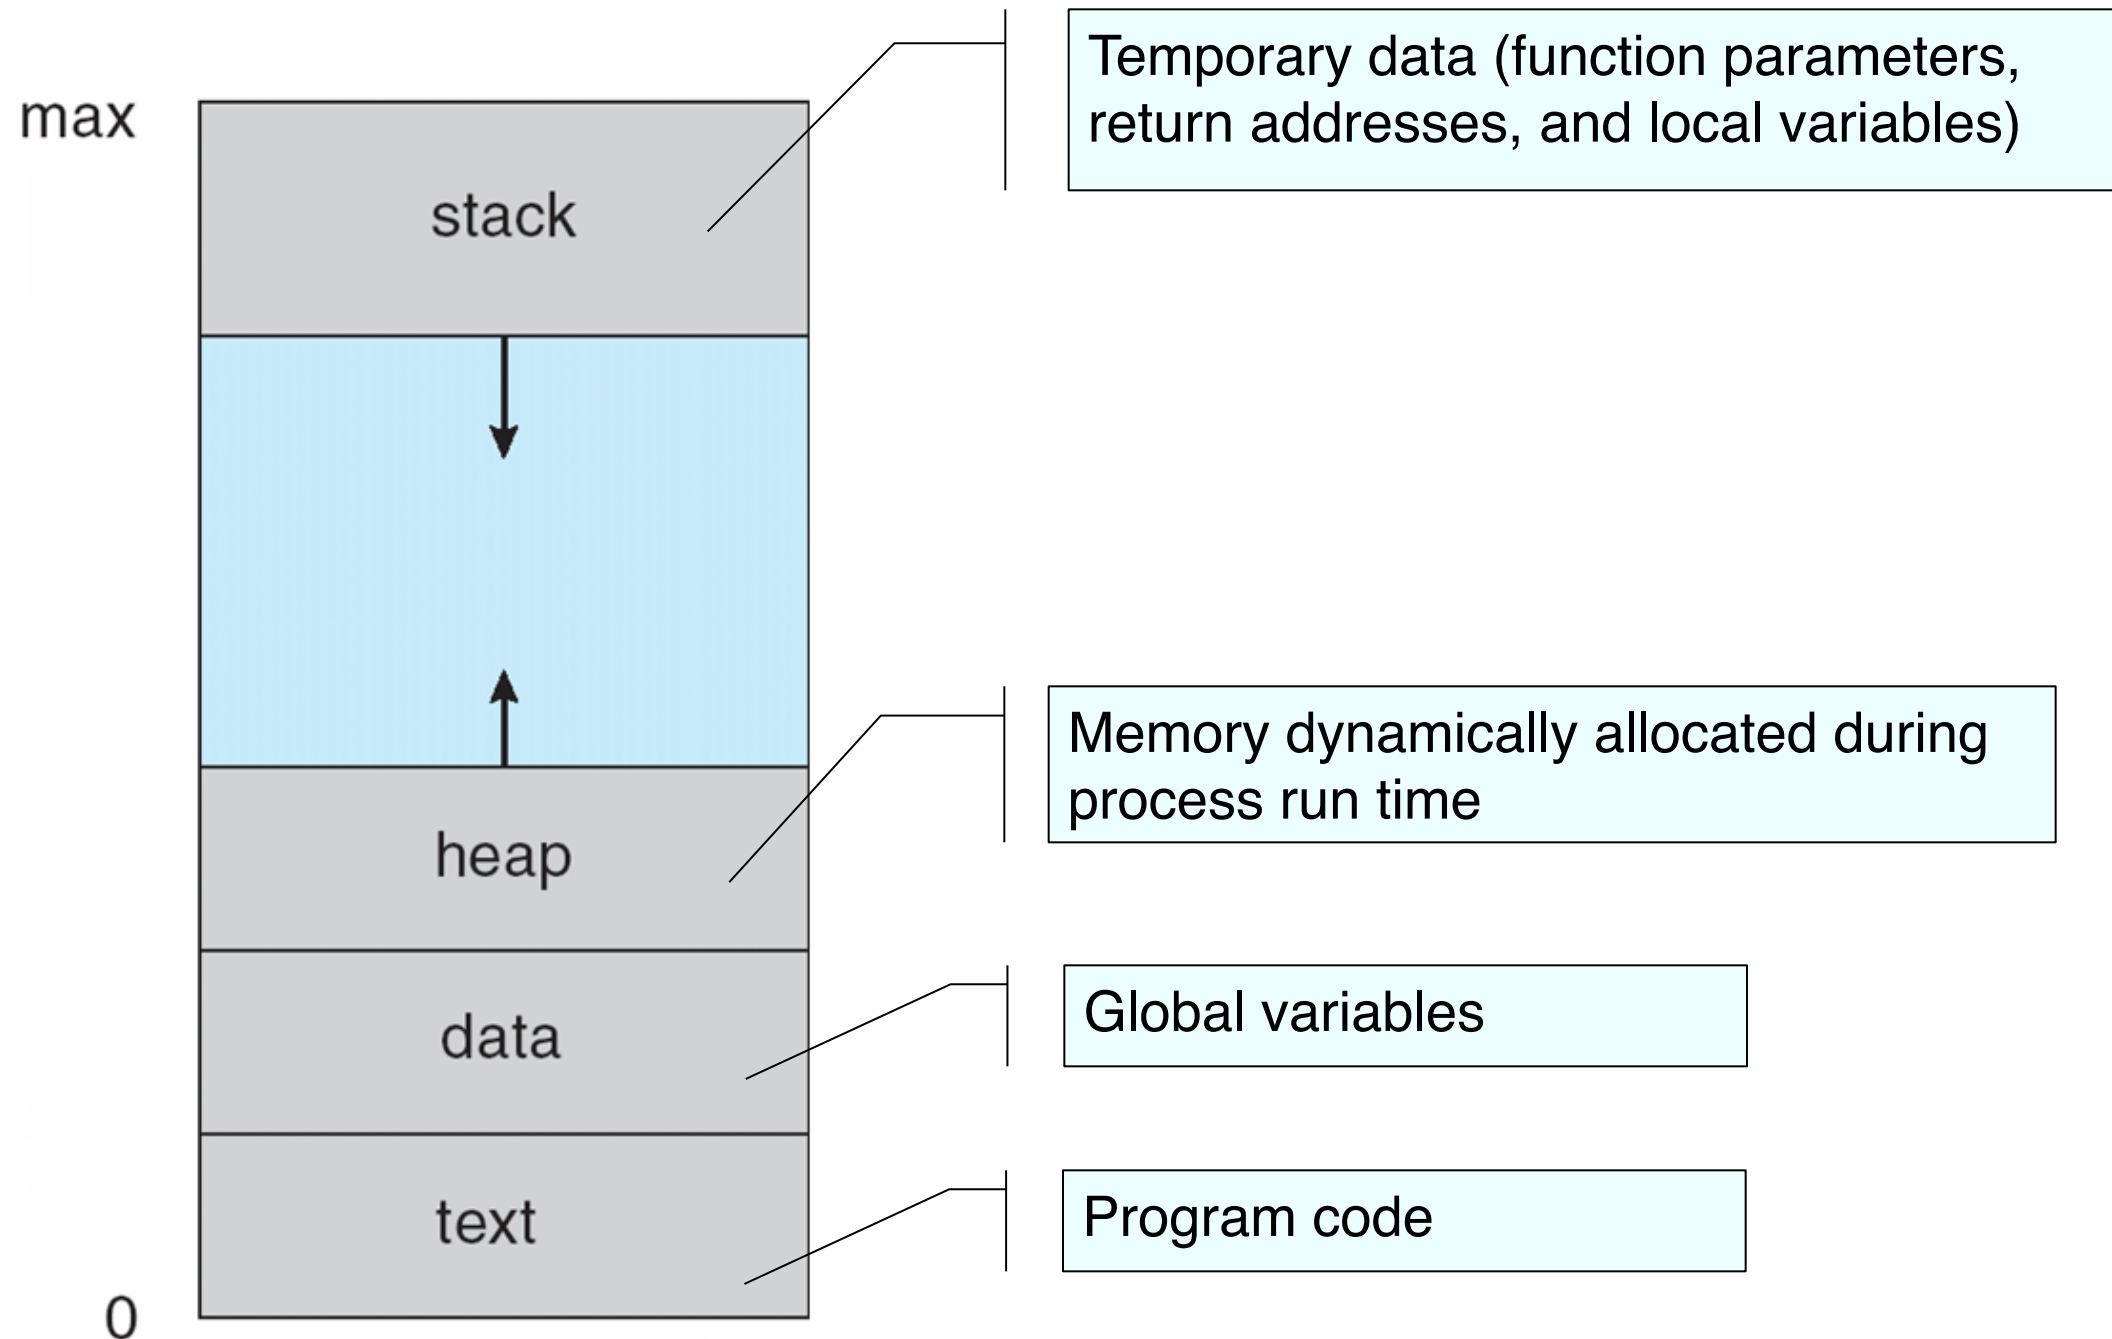 Temporary data (function parameters,
return addresses, and local variables)
max
stack
Memory dynamically allocated during
process run time
heap
Global variables
data
Program code
text
0